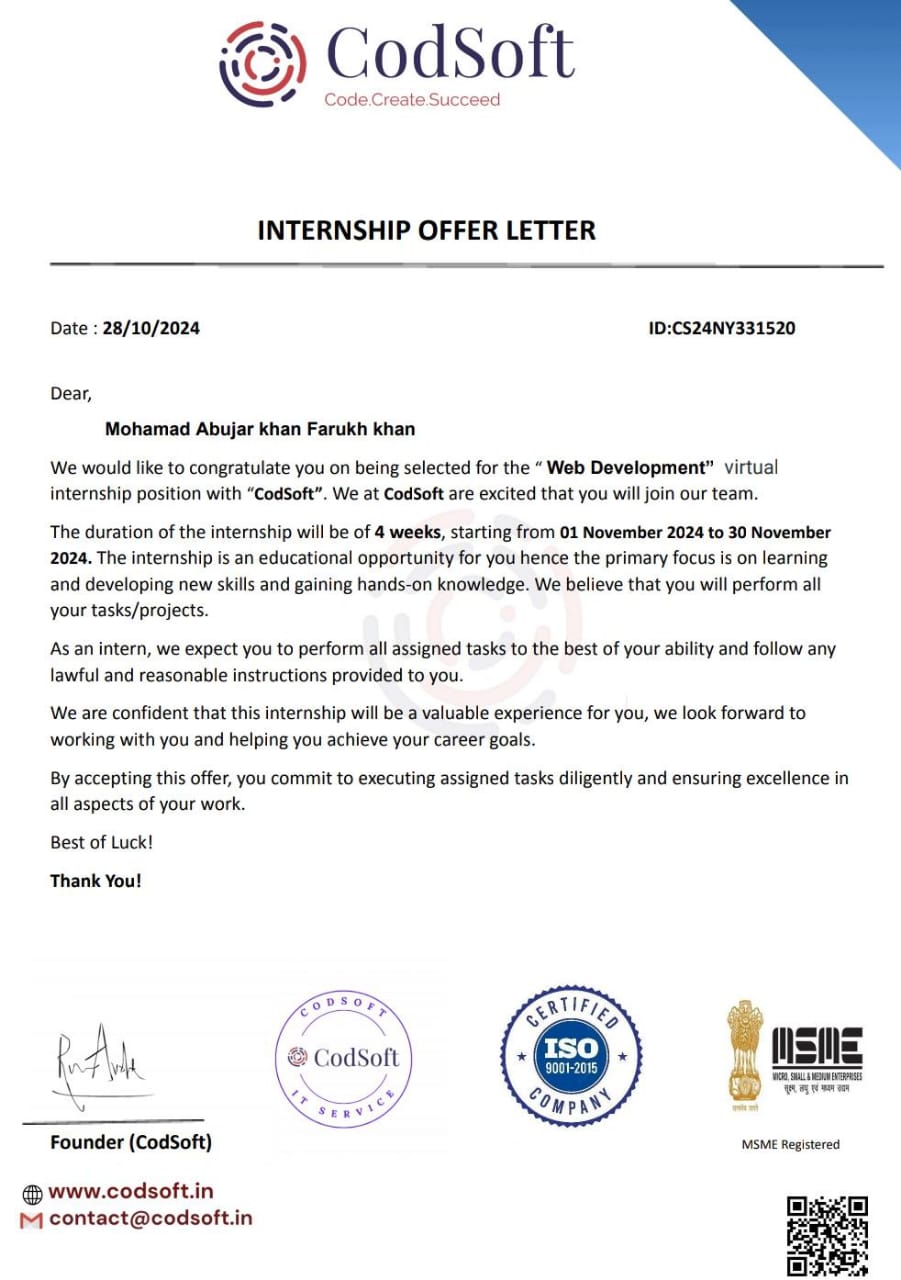 CodSoft
Code.Create.Succeed
INTERNSHIP OFFER LETTER
Date : 28/10/2024
ID:CS24NY331520
Dear,
Mohamad Abujar khan Farukh khan
We would like to congratulate you on being selected for the “ Web Development” virtual
internship position with “CodSoft”. We at CodSoft are excited that you will join our team.
The duration of the internship will be of 4 weeks, starting from 01 November 2024 to 30 November
2024. The internship is an educational opportunity for you hence the primary focus is on learning
and developing new skills and gaining hands-on knowledge. We believe that you will perform all
your tasks/projects.
As an intern, we expect you to perform all assigned tasks to the best of your ability and follow any
lawful and reasonable instructions provided to you.
We are confident that this internship will be a valuable experience for you, we look forward to
working with you and helping you achieve your career goals.
By accepting this offer, you commit to executing assigned tasks diligently and ensuring excellence in
all aspects of your work.
Best of Luck!
Thank You!
Founder (CodSoft)
CODSOFT
CodSoft
IT SERVICE
CERTIFIED
ISO
9001-2015
COMPANY
सत्यमेव जयते
MSME
MICRO, SMALL & MEDIUM ENTERPRISES
सूक्ष्म, लघु एवं मध्यम उद्यम
MSME Registered
www.codsoft.in
contact@codsoft.in